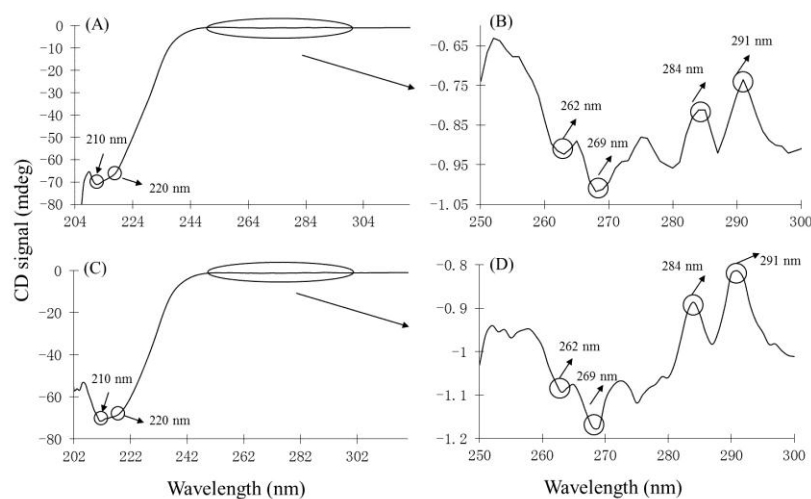 (A)
0
-10
-20
-30
-40
-50
-60
-70
-80
210 nm
220 nm
204 224 244 264 284 304
(B)
-0.65
-0.75
-0.85
-0.95
-1.05
262 nm
269 nm
284 nm
291 nm
250 260 270 280 290 300
CD signal (mdeg)
(C)
0
-20
-40
-60
-80
210 nm
220 nm
202 222 242 262 282 302
Wavelength (nm)
(D)
-0.8
-0.9
-1
-1.1
-1.2
262 nm
269 nm
284 nm
291 nm
250 260 270 280 290 300
Wavelength (nm)